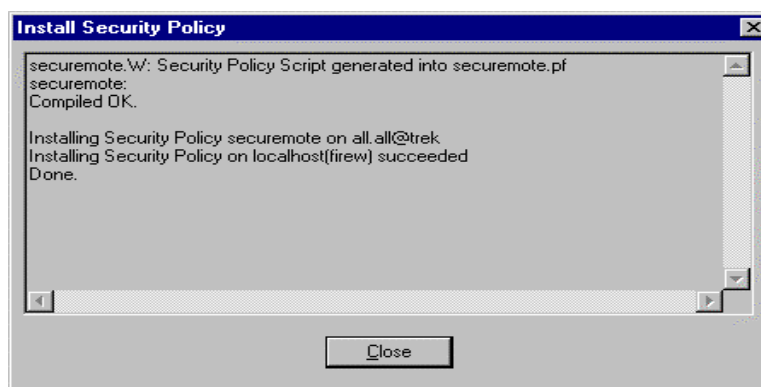 Install Security Policy
securemote.W: Security Policy Script generated into securemote.pf
securemote:
Compiled OK.
Installing Security Policy securemote on all.all@trek
Installing Security Policy on localhost(firew) succeeded
Done.
Close